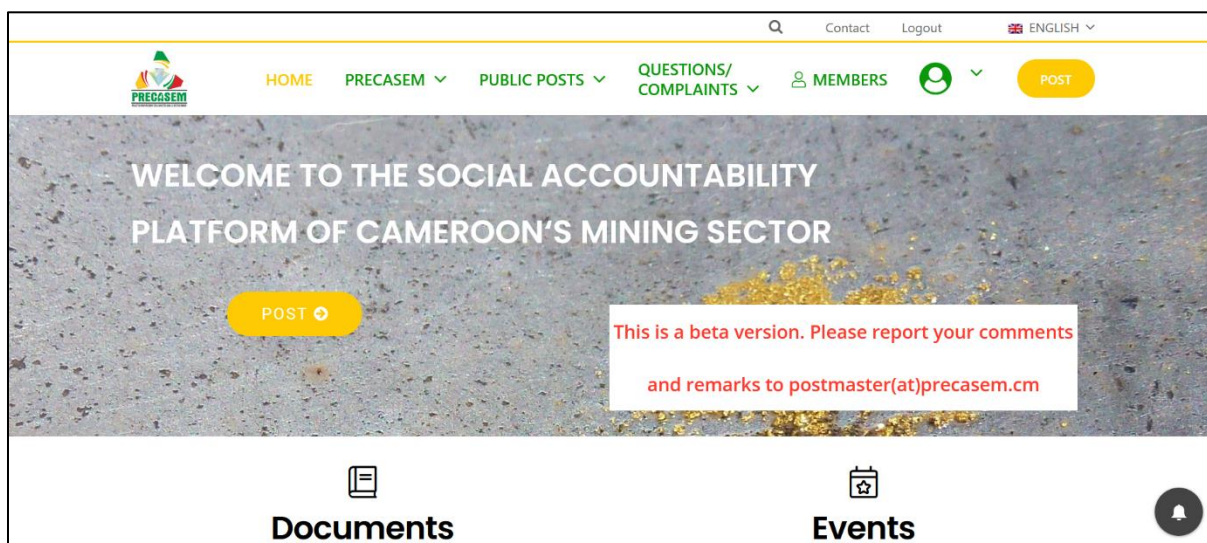 Contact Logout ENGLISH
PRECASEM
HOME PRECASEM PUBLIC POSTS QUESTIONS/
COMPLAINTS MEMBERS POST
WELCOME TO THE SOCIAL ACCOUNTABILITY
PLATFORM OF CAMEROON'S MINING SECTOR
POST
This is a beta version. Please report your comments
and remarks to postmaster(at)precasem.cm
Documents Events